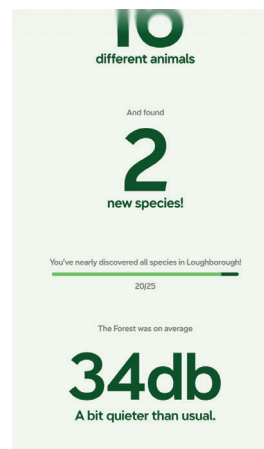 16
different animals
And found
2
new species!
You've nearly discovered all species in Loughborough!
20/25
The Forest was on average
34db
A bit quieter than usual.